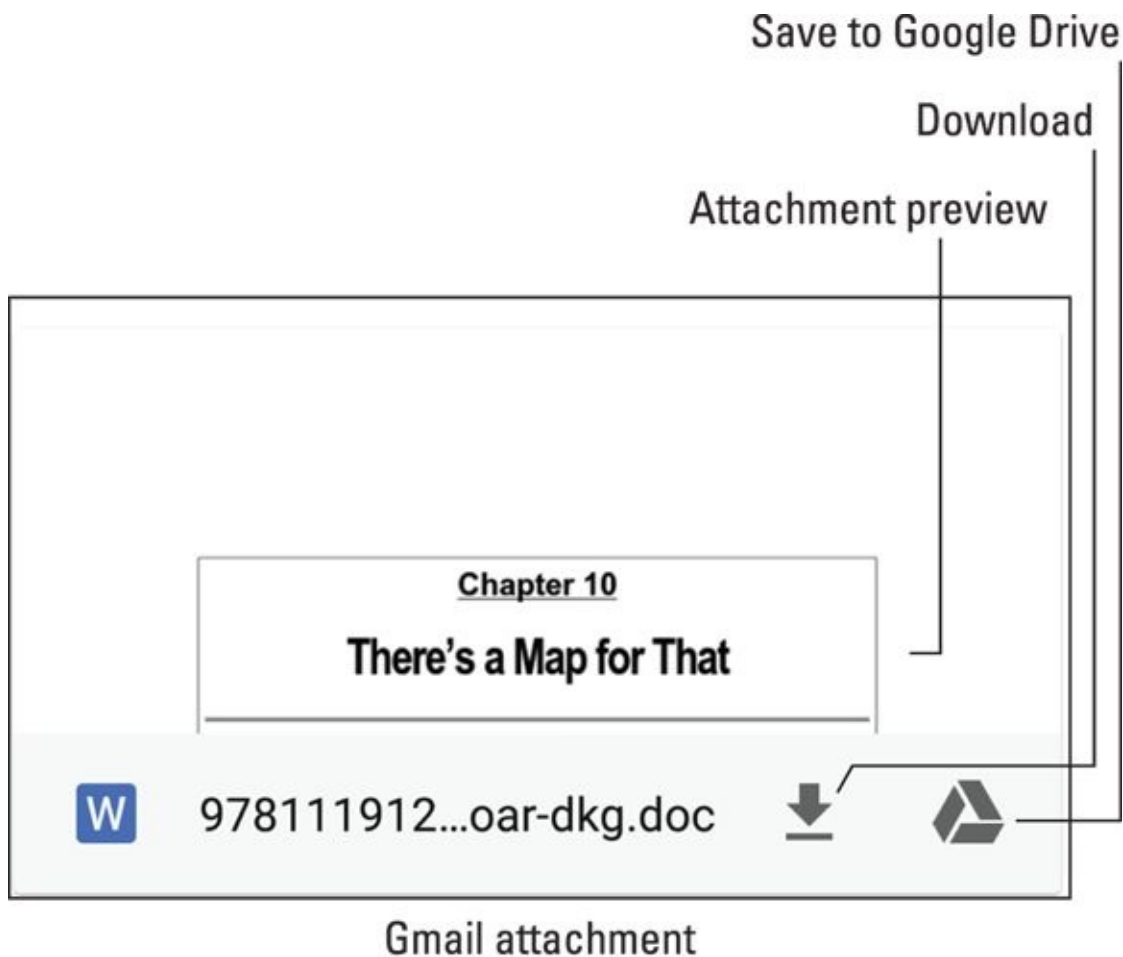 Save to Google Drive
Download
Attachment preview
Chapter 10
There's a Map for That
W 978111912...oar-dkg.doc
Gmail attachment